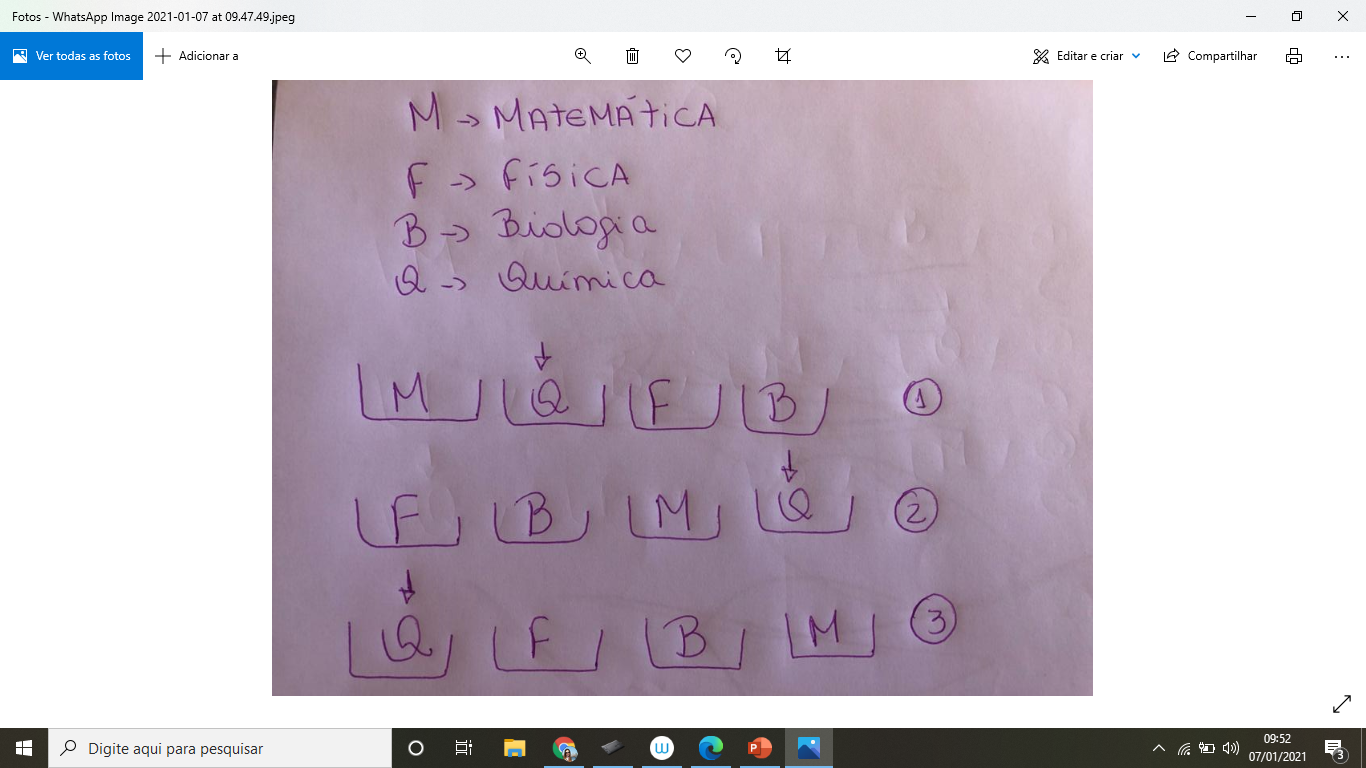 Fotos - WhatsApp Image 2021-01-07 at 09.47.49.jpeg
Ver todas as fotos
Adicionar a
Editar e criar
Compartilhar
M → MATEMÁTICA
F → FÍSICA
B → Biologia
Q → Química
M Q F B 1
F B M Q 2
Q F B M 3
Digite aqui para pesquisar
09:52
07/01/2021
3